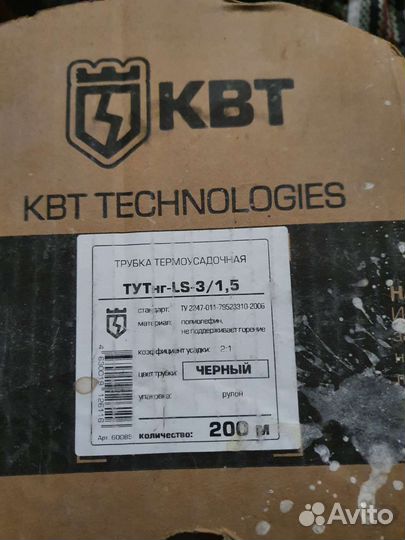 КВТ
KBT TECHNOLOGIES
ТРУБКА ТЕРМОУСАДОЧНАЯ
ТУТнг-LS-3/1,5
стандарт: ТУ 2247-011-79523310-2006
материал: полиолефин,
не поддерживает горение
коэффициент усадки: 2:1
цвет трубки: ЧЕРНЫЙ
упаковка: рулон
Арт. 60085
количество: 200 м
Avito